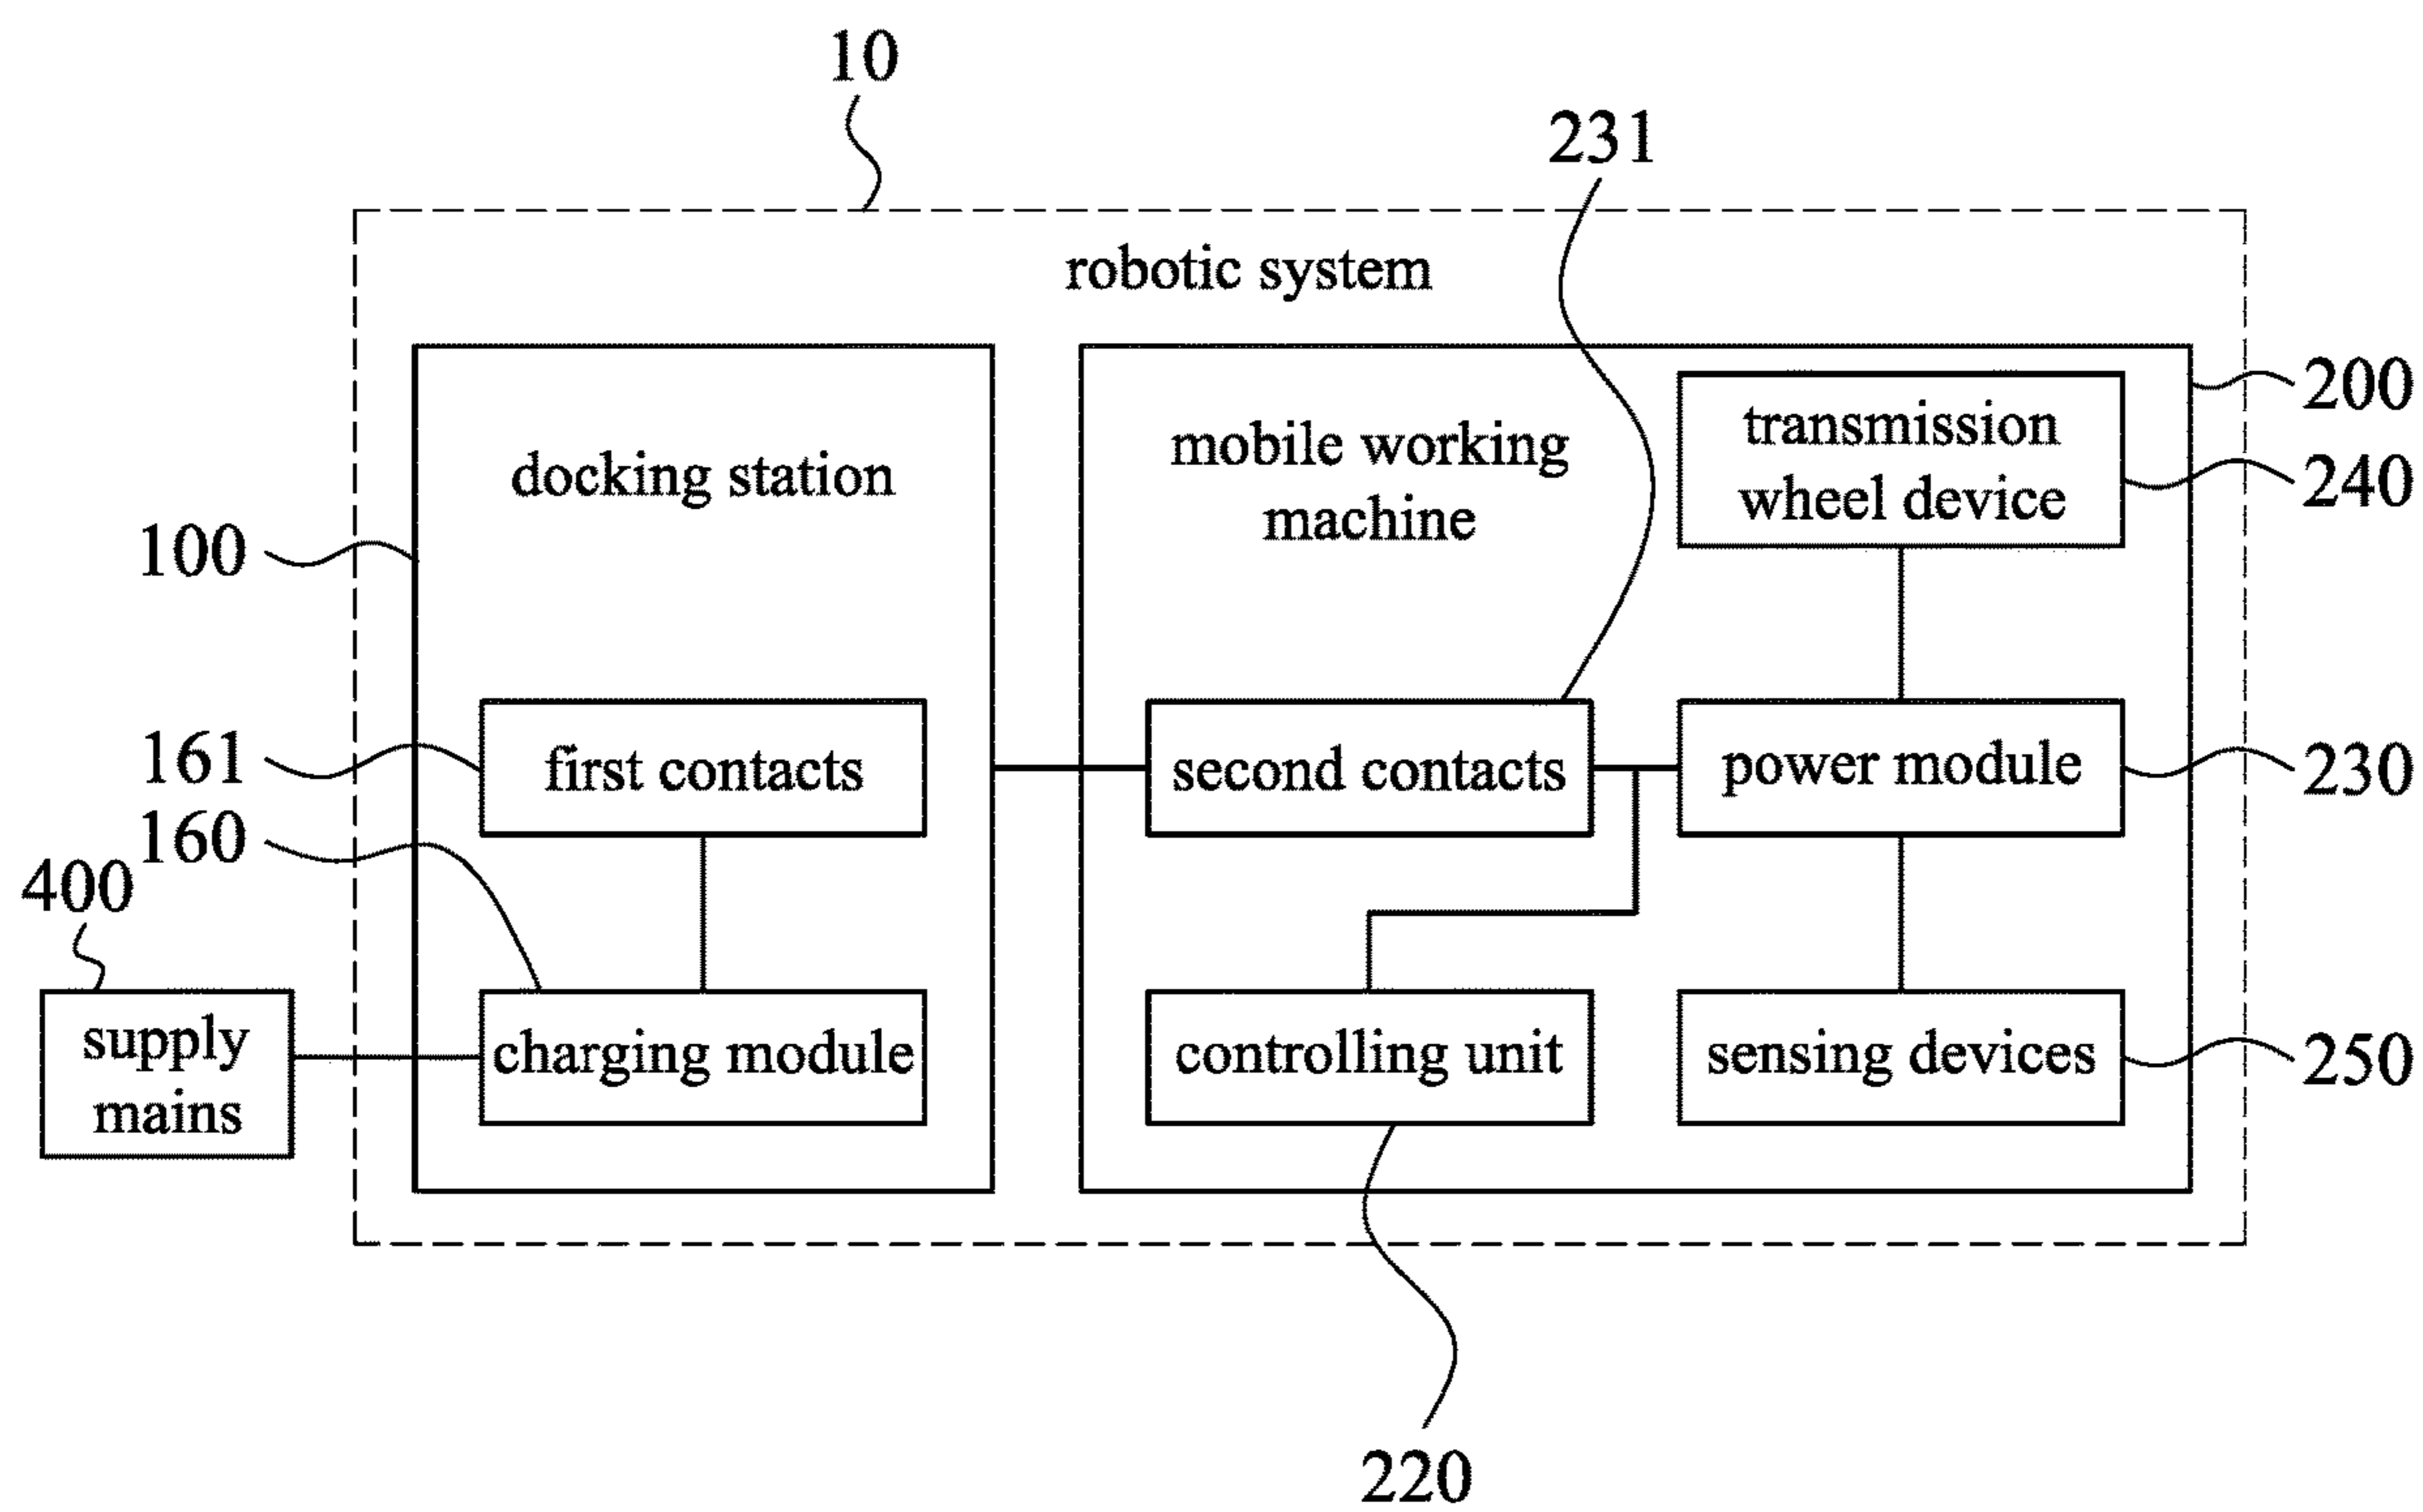 10
231
robotic system
200
transmission
wheel device
240
mobile working
machine
docking station
100
161
first contacts
second contacts
power module
230
160
400
supply
mains
charging module
controlling unit
sensing devices
250
220